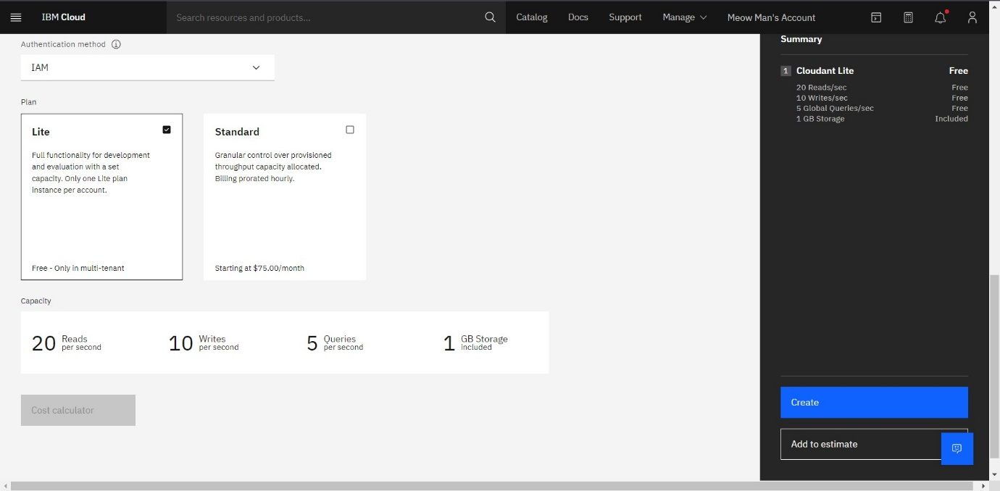 IBM Cloud
Search resources and products...
Catalog
Docs
Support
Manage
Meow Man's Account
Authentication method
IAM
Plan
Lite
Full functionality for development
and evaluation with a set
capacity. Only one Lite plan
instance per account.
Free - Only in multi-tenant
Standard
Granular control over provisioned
throughput capacity allocated.
Billing prorated hourly.
Starting at $75.00/month
Capacity
20 Reads
per second
10 Writes
per second
5 Queries
per second
1 GB Storage
included
Cost calculator
Summary
1 Cloudant Lite Free
20 Reads/sec Free
10 Writes/sec Free
5 Global Queries/sec Free
1 GB Storage Included
Create
Add to estimate